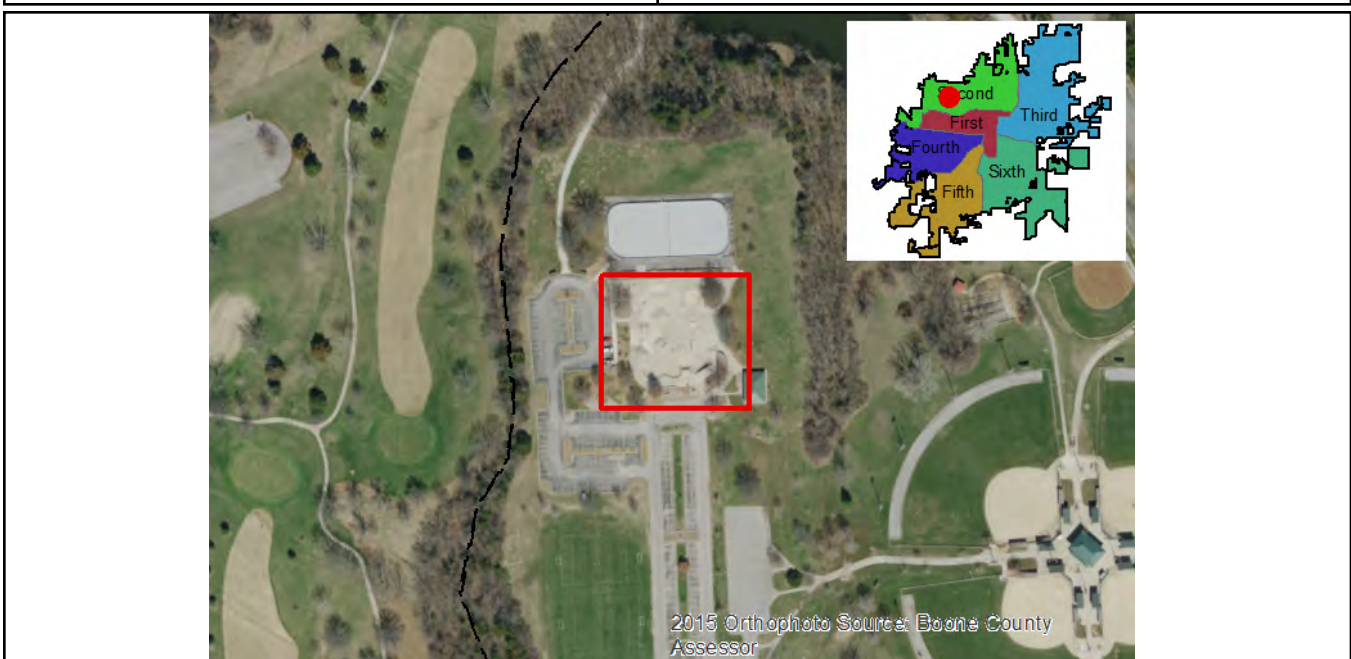 Second
Third
First
Fourth
Sixth
Fifth
2015 Orthophoto Source: Boone County
Assessor